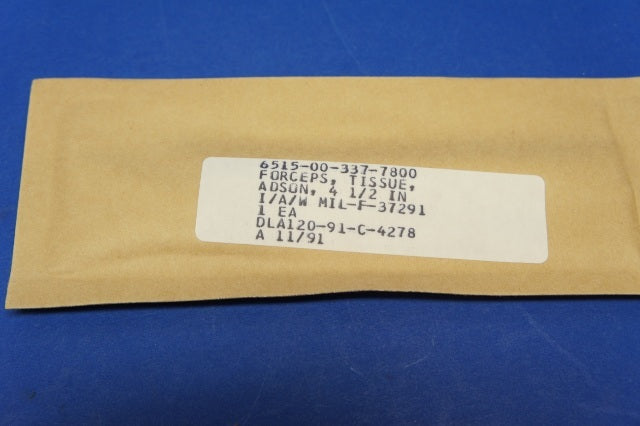 6515-00-337-7800
FORCEPS, TISSUE,
ADSON, 4 1/2 IN
I/A/W MIL-F-37291
1 EA
DLA120-91-C-4278
A 11/91